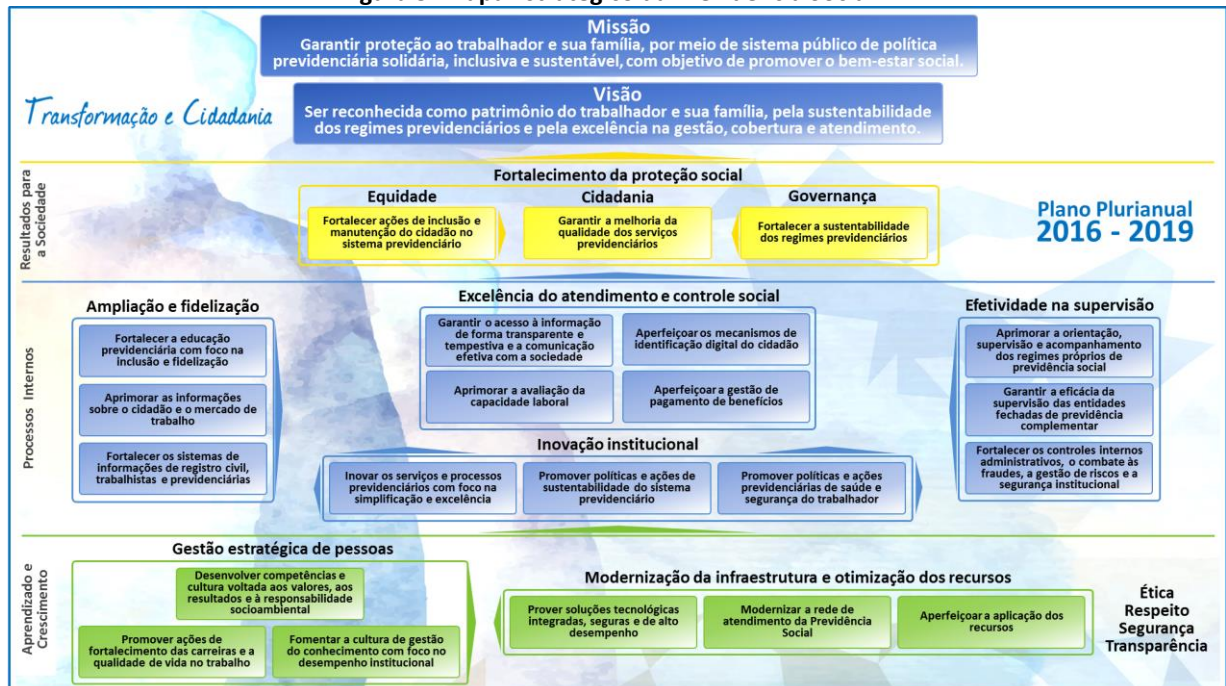 Missão
Garantir proteção ao trabalhador e sua família, por meio de sistema público de política
previdenciária solidária, inclusiva e sustentável, com objetivo de promover o bem-estar social.
Transformação e Cidadania
Visão
Ser reconhecida como patrimônio do trabalhador e sua família, pela sustentabilidade
dos regimes previdenciários e pela excelência na gestão, cobertura e atendimento.
Resultados para
a Sociedade
Fortalecimento da proteção social
Equidade
Fortalecer ações de inclusão e
manutenção do cidadão no
sistema previdenciário
Cidadania
Garantir a melhoria da
qualidade dos serviços
previdenciários
Governança
Fortalecer a sustentabilidade
dos regimes previdenciários
Plano Plurianual
2016 - 2019
Processos Internos
Ampliação e fidelização
Fortalecer a educação
previdenciária com foco na
inclusão e fidelização
Aprimorar as informações
sobre o cidadão e o mercado de
trabalho
Fortalecer os sistemas de
informações de registro civil,
trabalhistas e previdenciárias
Excelência do atendimento e controle social
Garantir o acesso à informação
de forma transparente e
tempestiva e a comunicação
efetiva com a sociedade
Aperfeiçoar os mecanismos de
identificação digital do cidadão
Aprimorar a avaliação da
capacidade laboral
Aperfeiçoar a gestão de
pagamento de benefícios
Inovação institucional
Inovar os serviços e processos
previdenciários com foco na
simplificação e excelência
Promover políticas e ações de
sustentabilidade do sistema
previdenciário
Promover políticas e ações
previdenciárias de saúde e
segurança do trabalhador
Efetividade na supervisão
Aprimorar a orientação,
supervisão e acompanhamento
dos regimes próprios de
previdência social
Garantir a eficácia da
supervisão das entidades
fechadas de previdência
complementar
Fortalecer os controles internos
administrativos, o combate às
fraudes, a gestão de riscos e a
segurança institucional
Aprendizado e
Crescimento
Gestão estratégica de pessoas
Desenvolver competências e
cultura voltada aos valores, aos
resultados e à responsabilidade
socioambiental
Promover ações de
fortalecimento das carreiras e a
qualidade de vida no trabalho
Fomentar a cultura de gestão
do conhecimento com foco no
desempenho institucional
Modernização da infraestrutura e otimização dos recursos
Prover soluções tecnológicas
integradas, seguras e de alto
desempenho
Modernizar a rede de
atendimento da Previdência
Social
Aperfeiçoar a aplicação dos
recursos
Ética
Respeito
Segurança
Transparência